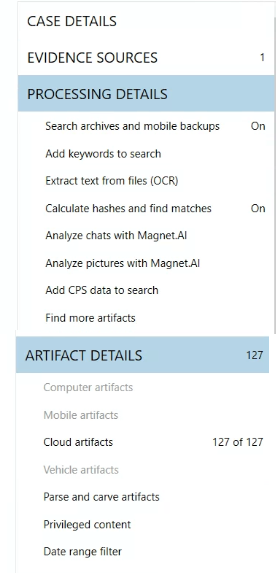 CASE DETAILS
EVIDENCE SOURCES 1
PROCESSING DETAILS
Search archives and mobile backups On
Add keywords to search
Extract text from files (OCR)
Calculate hashes and find matches On
Analyze chats with Magnet.AI
Analyze pictures with Magnet.AI
Add CPS data to search
Find more artifacts
ARTIFACT DETAILS 127
Computer artifacts
Mobile artifacts
Cloud artifacts 127 of 127
Vehicle artifacts
Parse and carve artifacts
Privileged content
Date range filter